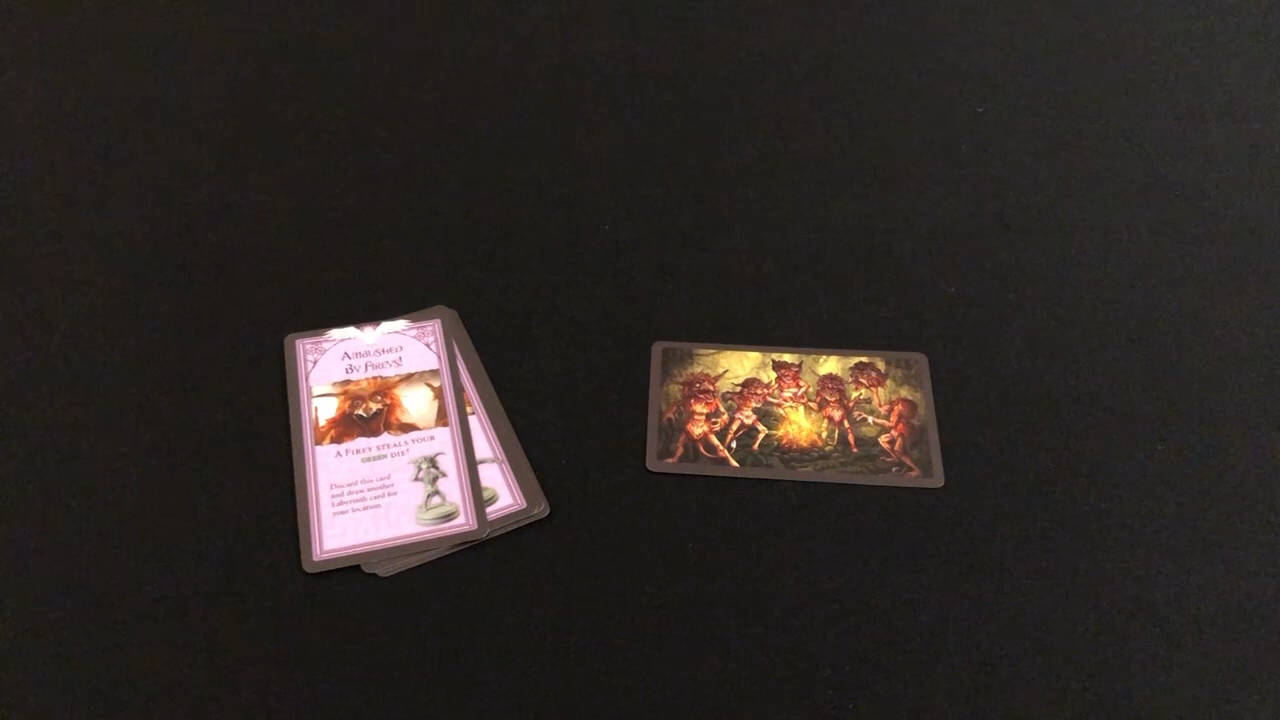 AMBUSHED
BY FIREYS!
A FIREY STEALS YOUR
GREEN DIE!
Discard this card
and draw another
Labyrinth card for
your location.